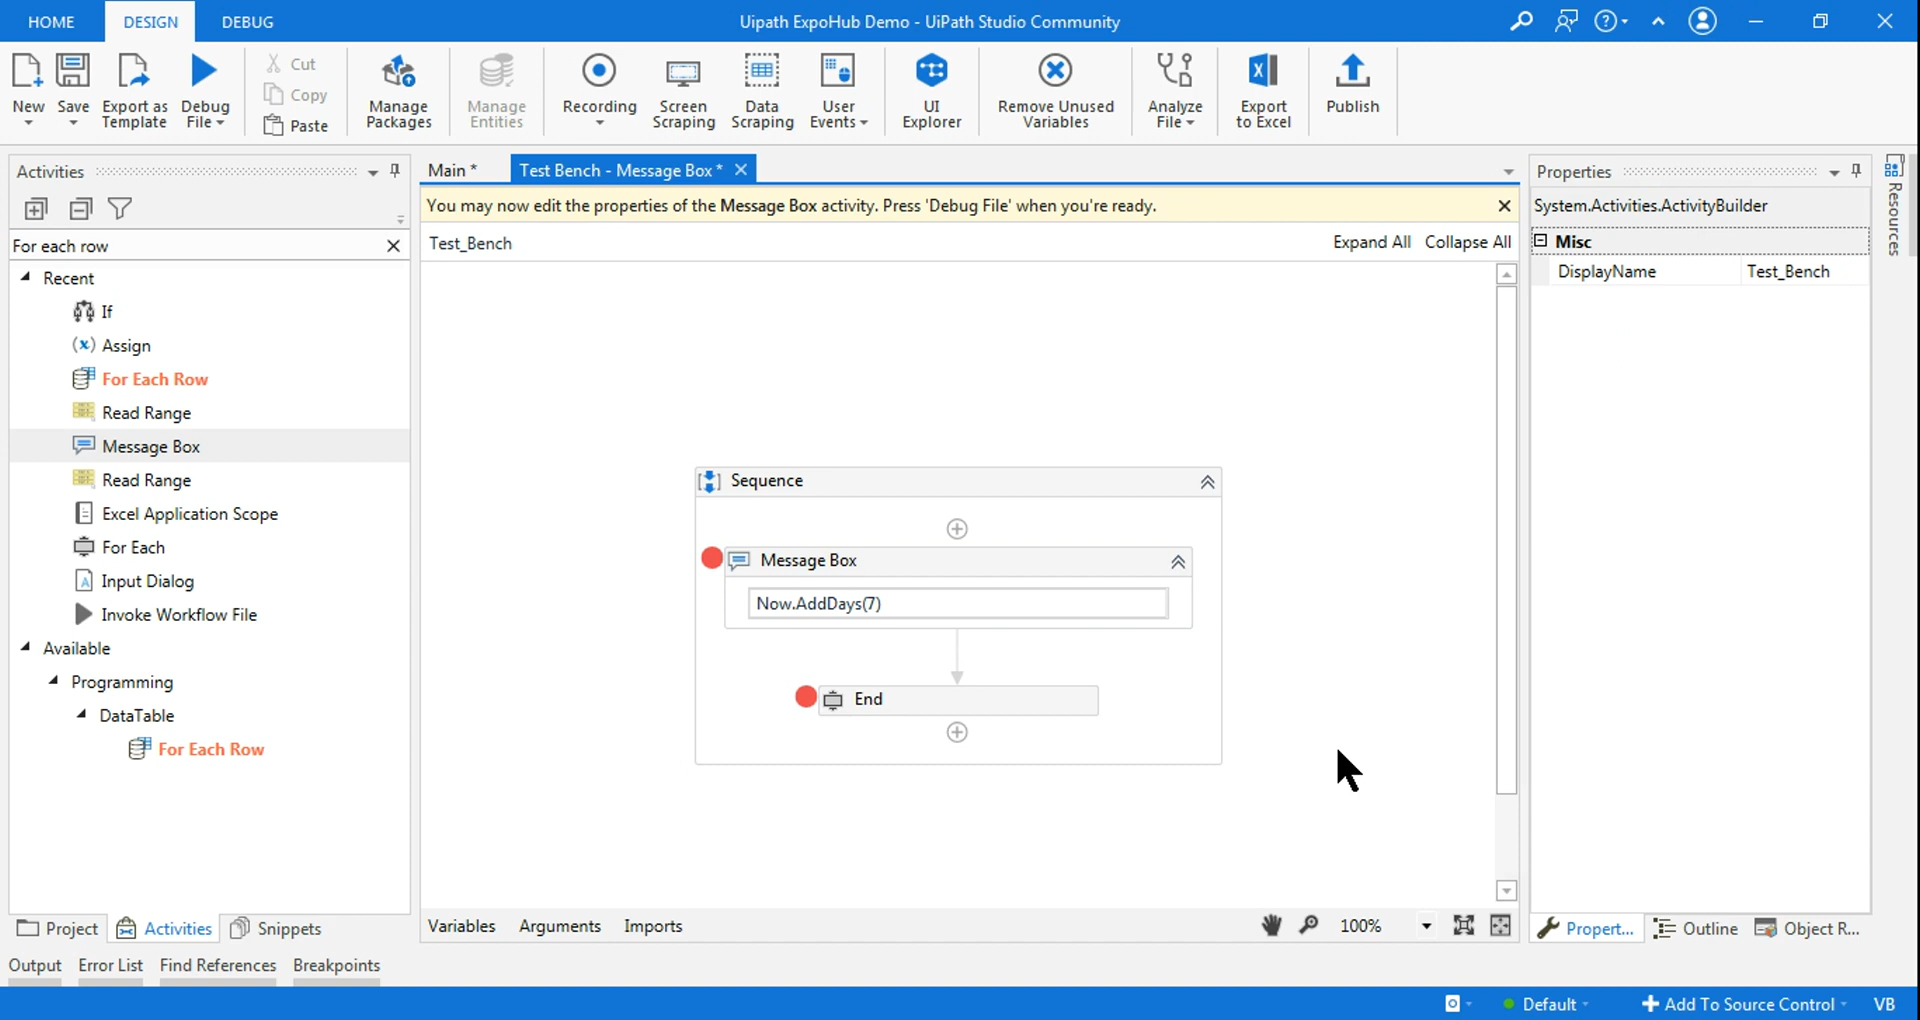 HOME
DESIGN
DEBUG
Uipath ExpoHub Demo - UiPath Studio Community
New
Save
Export as
Template
Debug
File
Cut
Copy
Paste
Manage
Packages
Manage
Entities
Recording
Screen
Scraping
Data
Scraping
User
Events
UI
Explorer
Remove Unused
Variables
Analyze
File
Export
to Excel
Publish
Activities
For each row
Recent
If
(x) Assign
For Each Row
Read Range
Message Box
Read Range
Excel Application Scope
For Each
A Input Dialog
Invoke Workflow File
Available
Programming
DataTable
For Each Row
Project
Activities
Snippets
Main *
Test Bench - Message Box *
You may now edit the properties of the Message Box activity. Press 'Debug File' when you're ready.
Test_Bench
Expand All
Collapse All
Sequence
Message Box
Now.AddDays(7)
End
Variables
Arguments
Imports
100%
Properties
System.Activities.ActivityBuilder
Misc
DisplayName
Test_Bench
Propert...
Outline
Object R...
Resources
Output
Error List
Find References
Breakpoints
Default
Add To Source Control
VB